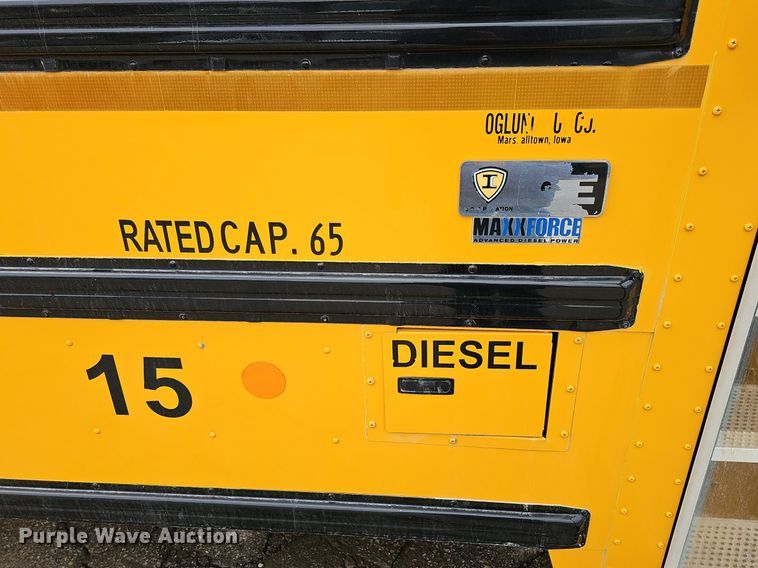 Mars alltown, Iowa
I E
MAXXFORCE
ADVANCED DIESEL POWER
RATED CAP. 65
DIESEL
15
Purple Wave Auction